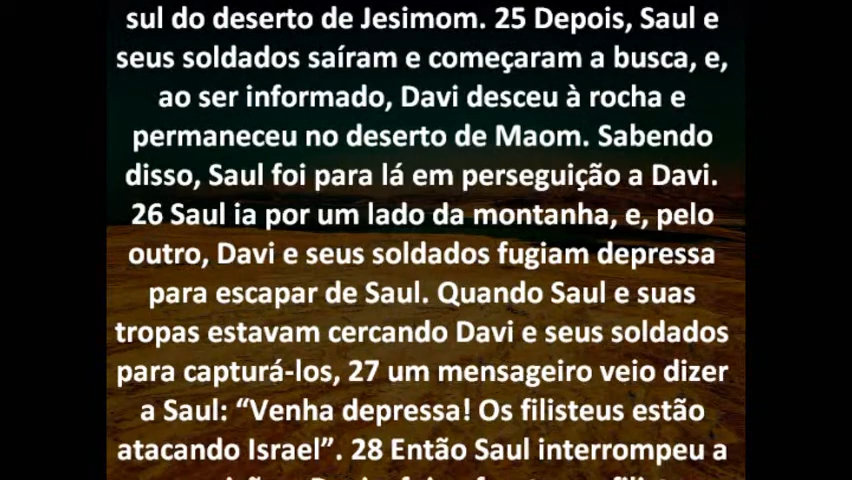 sul do deserto de Jesimom. 25 Depois, Saul e
seus soldados saíram e começaram a busca, e,
ao ser informado, Davi desceu à rocha e
permaneceu no deserto de Maom. Sabendo
disso, Saul foi para lá em perseguição a Davi.
26 Saul ia por um lado da montanha, e, pelo
outro, Davi e seus soldados fugiam depressa
para escapar de Saul. Quando Saul e suas
tropas estavam cercando Davi e seus soldados
para capturá-los, 27 um mensageiro veio dizer
a Saul: “Venha depressa! Os filisteus estão
atacando Israel”. 28 Então Saul interrompeu a